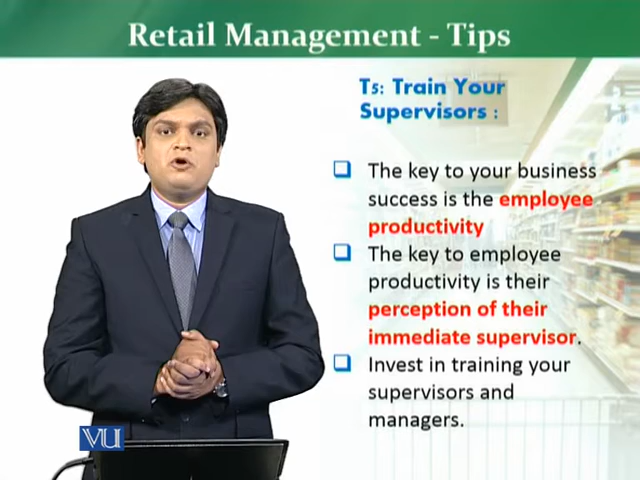 Retail Management - Tips
T5: Train Your
Supervisors :
The key to your business
success is the employee
productivity
The key to employee
productivity is their
perception of their
immediate supervisor.
Invest in training your
supervisors and
managers.
VU